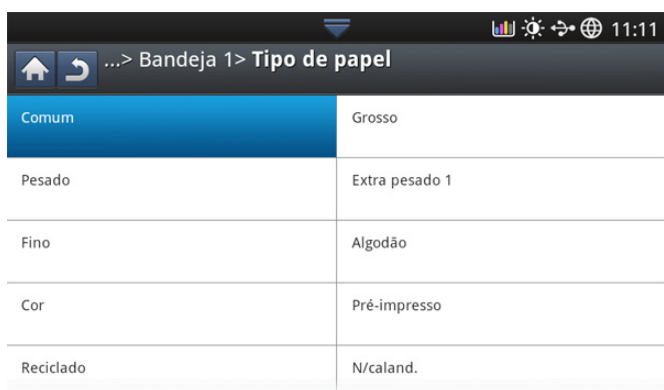 11:11
...> Bandeja 1> Tipo de papel
Comum
Grosso
Pesado
Extra pesado 1
Fino
Algodão
Cor
Pré-impresso
Reciclado
N/caland.